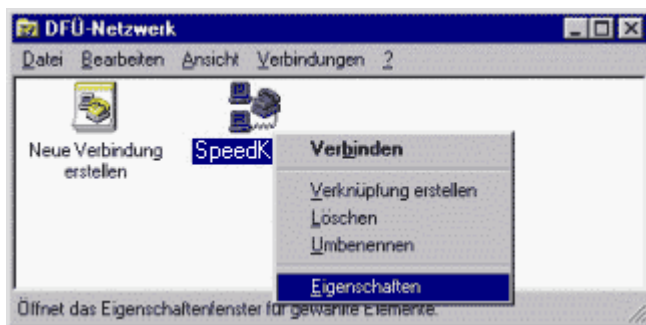 DFÜ-Netzwerk
Datei Bearbeiten Ansicht Verbindungen ?
Neue Verbindung
erstellen
SpeedK
Verbinden
Verknüpfung erstellen
Löschen
Umbenennen
Eigenschaften
Öffnet das Eigenschaftenfenster für gewählte Elemente.